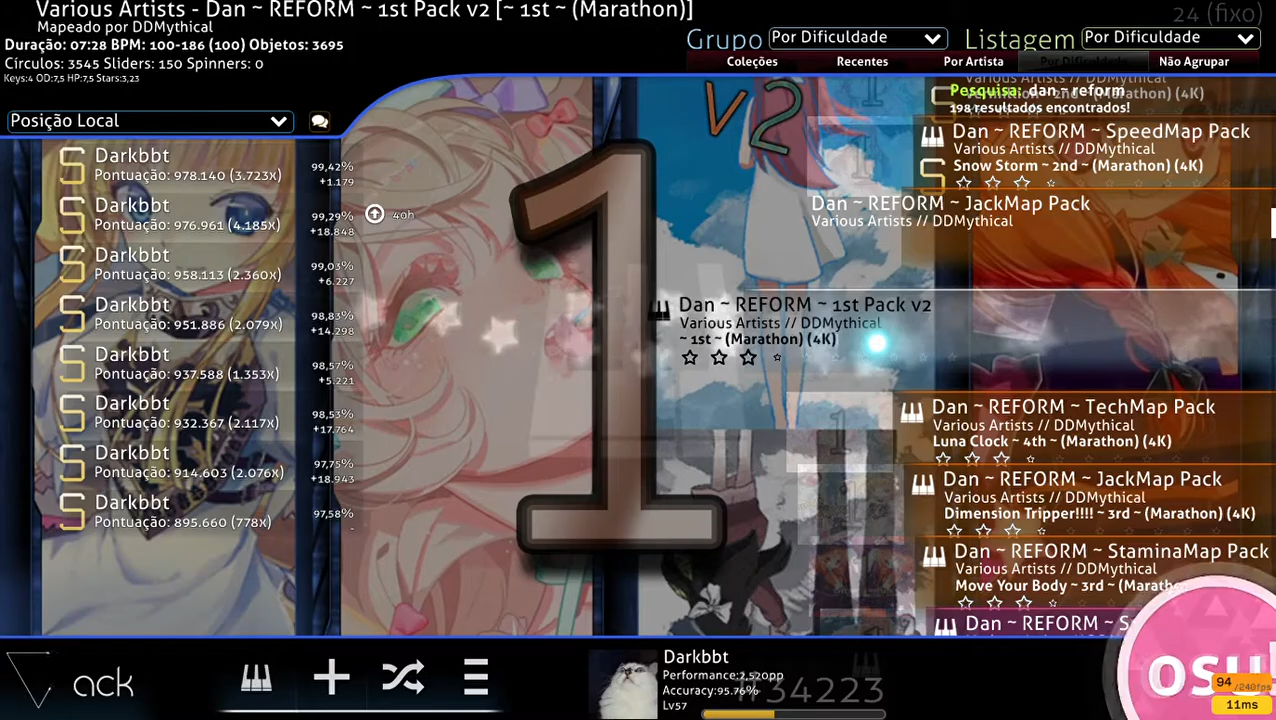 Various Artists - Dan ~ REFORM ~ 1st Pack v2 [~ 1st ~ (Marathon)]
Mapeado por DDMythical
Duração: 07:28 BPM: 100-186 (100) Objetos: 3695
Círculos: 3545 Sliders: 150 Spinners: 0
Keys:4 OD:7,5 HP:7,5 Stars:3,23
24 (fixo)
Grupo Por Dificuldade
Listagem Por Dificuldade
Coleções Recentes Por Artista Por Dificuldade Não Agrupar
Pesquisa: dan ~ reform
198 resultados encontrados!
Posição Local
Darkbbt
Pontuação: 978.140 (3.723x)
99,42%
+1.179
Darkbbt
Pontuação: 976.961 (4.185x)
99,29%
+18.848
40h
Darkbbt
Pontuação: 958.113 (2.360x)
99,03%
+6.227
Darkbbt
Pontuação: 951.886 (2.079x)
98,83%
+14.298
Darkbbt
Pontuação: 937.588 (1.353x)
98,57%
+5.221
Darkbbt
Pontuação: 932.367 (2.117x)
98,53%
+17.764
Darkbbt
Pontuação: 914.603 (2.076x)
97,75%
+18.943
Darkbbt
Pontuação: 895.660 (778x)
97,58%
-
1
v2
(Marathon) (4K)
Dan ~ REFORM ~ SpeedMap Pack
Various Artists // DDMythical
Snow Storm ~ 2nd ~ (Marathon) (4K)
Dan ~ REFORM ~ JackMap Pack
Various Artists // DDMythical
Dan ~ REFORM ~ 1st Pack v2
Various Artists // DDMythical
~ 1st ~ (Marathon) (4K)
Dan ~ REFORM ~ TechMap Pack
Various Artists // DDMythical
Luna Clock ~ 4th ~ (Marathon) (4K)
Dan ~ REFORM ~ JackMap Pack
Various Artists // DDMythical
Dimension Tripper!!!! ~ 3rd ~ (Marathon) (4K)
Dan ~ REFORM ~ StaminaMap Pack
Various Artists // DDMythical
Move Your Body ~ 3rd ~ (Marath
Dan ~ REFORM ~ S
ack
Darkbbt
Performance:2,520pp
Accuracy:95.76%
Lv57
#34223
osu
94 /240fps
11ms